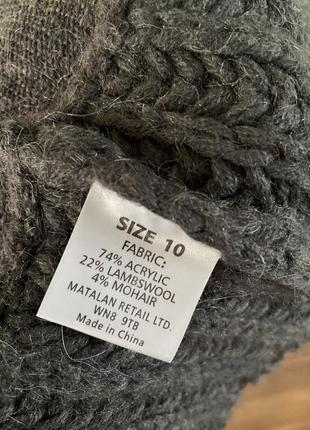 SIZE 10
FABRIC:
74% ACRYLIC
22% LAMBSWOOL
4% MOHAIR
MATALAN RETAIL LTD.
WN8 9TB
Made in
China